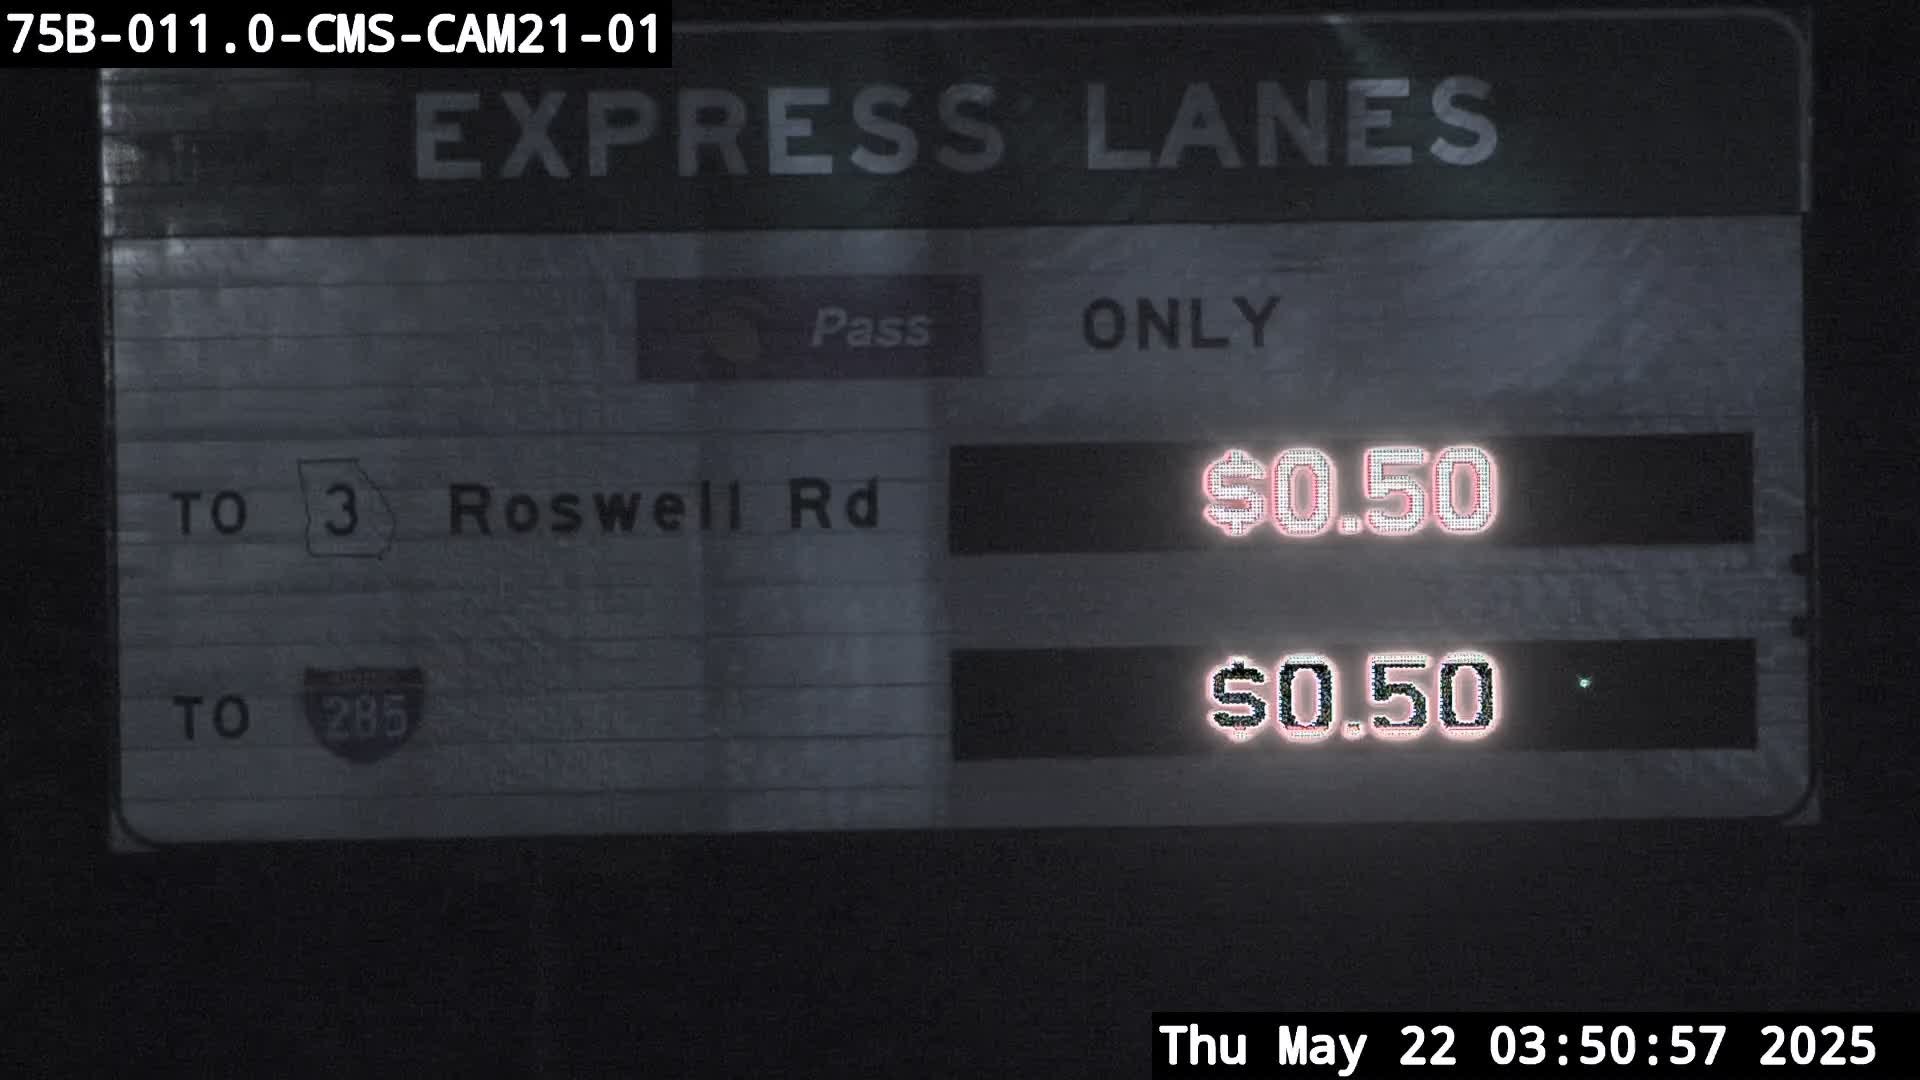 75B-011.0-CMS-CAM21-01
EXPRESS LANES
Pass ONLY
TO 3 Roswell Rd $0.50
TO 285 $0.50
Thu May 22 03:50:57 2025